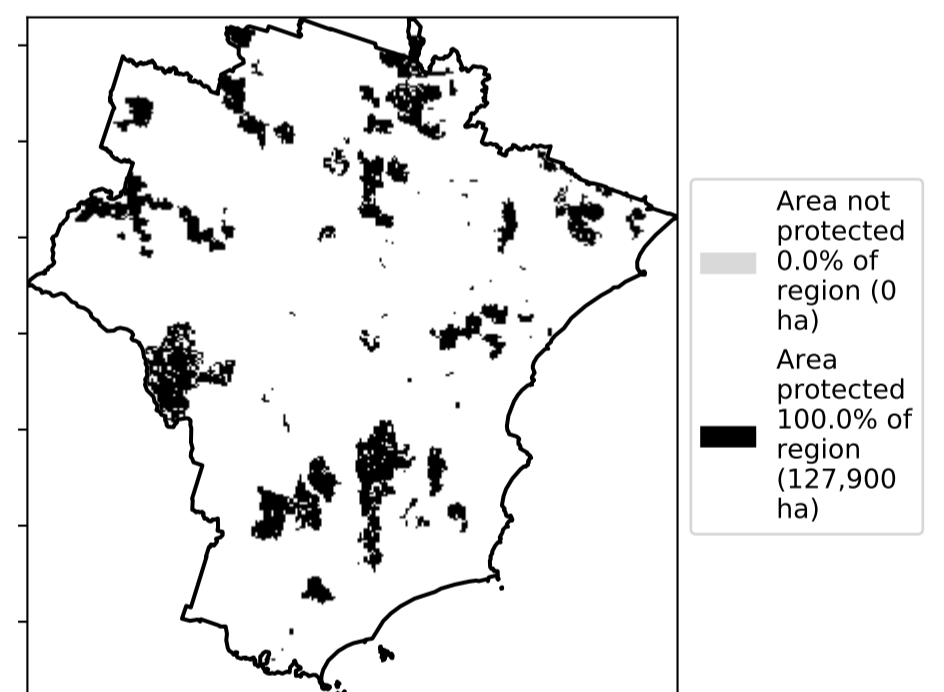 Area not
protected
0.0% of
region (0
ha)
Area
protected
100.0% of
region
(127,900
ha)